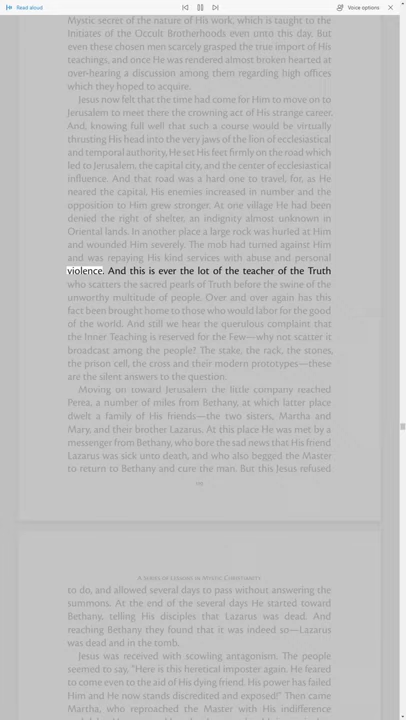 Read aloud
Voice options
Mystic secret of the nature of His work, which is taught to the
Initiates of the Occult Brotherhoods even unto this day. But
even these chosen men scarcely grasped the true import of His
teachings, and once He was rendered almost broken hearted at
over-hearing a discussion among them regarding high offices
which they hoped to acquire.
Jesus now felt that the time had come for Him to move on to
Jerusalem to meet there the crowning act of His strange career.
And, knowing full well that such a course would be virtually
thrusting His head into the very jaws of the lion of ecclesiastical
and temporal authority, He set His feet firmly on the road which
led to Jerusalem, the capital city, and the center of ecclesiastical
influence. And that road was a hard one to travel, for, as He
neared the capital, His enemies increased in number and the
opposition to Him grew stronger. At one village He had been
denied the right of shelter, an indignity almost unknown in
Oriental lands. In another place a large rock was hurled at Him
and wounded Him severely. The mob had turned against Him
and was repaying His kind services with abuse and personal
violence. And this is ever the lot of the teacher of the Truth
who scatters the sacred pearls of Truth before the swine of the
unworthy multitude of people. Over and over again has this
fact been brought home to those who would labor for the good
of the world. And still we hear the querulous complaint that
the Inner Teaching is reserved for the Few—why not scatter it
broadcast among the people? The stake, the rack, the stones,
the prison cell, the cross and their modern prototypes—these
are the silent answers to the question.
Moving on toward Jerusalem the little company reached
Perea, a number of miles from Bethany, at which latter place
dwelt a family of His friends—the two sisters, Martha and
Mary, and their brother Lazarus. At this place He was met by a
messenger from Bethany, who bore the sad news that His friend
Lazarus was sick unto death, and who also begged the Master
to return to Bethany and cure the man. But this Jesus refused
A Series of Lessons in Mystic Christianity
to do, and allowed several days to pass without answering the
summons. At the end of the several days He started toward
Bethany, telling His disciples that Lazarus was dead. And
reaching Bethany they found that it was indeed so—Lazarus
was dead and in the tomb.
Jesus was received with scowling antagonism. The people
seemed to say, "Here is this heretical imposter again. He feared
to come even to the aid of His dying friend. His power has failed
Him and He now stands discredited and exposed!" Then came
Martha, who reproached the Master with His indifference